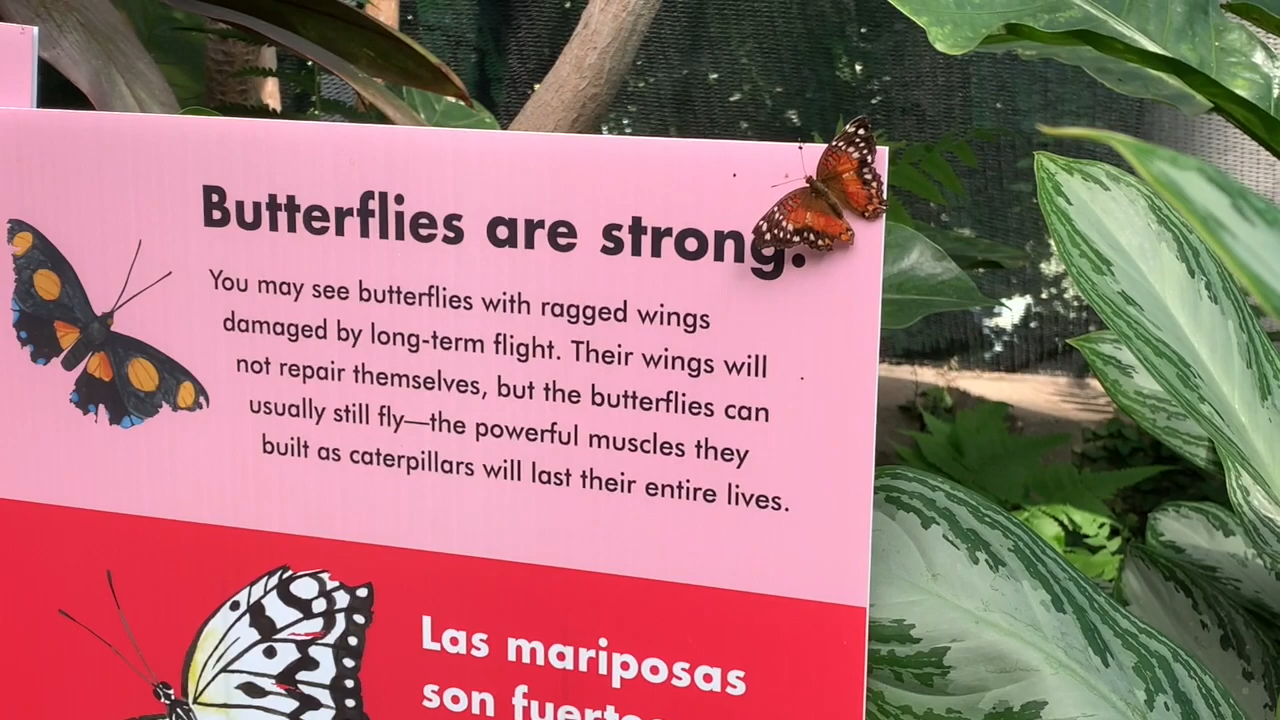 Butterflies are strong.
You may see butterflies with ragged wings
damaged by long-term flight. Their wings will
not repair themselves, but the butterflies can
usually still fly—the powerful muscles they
built as caterpillars will last their entire lives.
Las mariposas
son